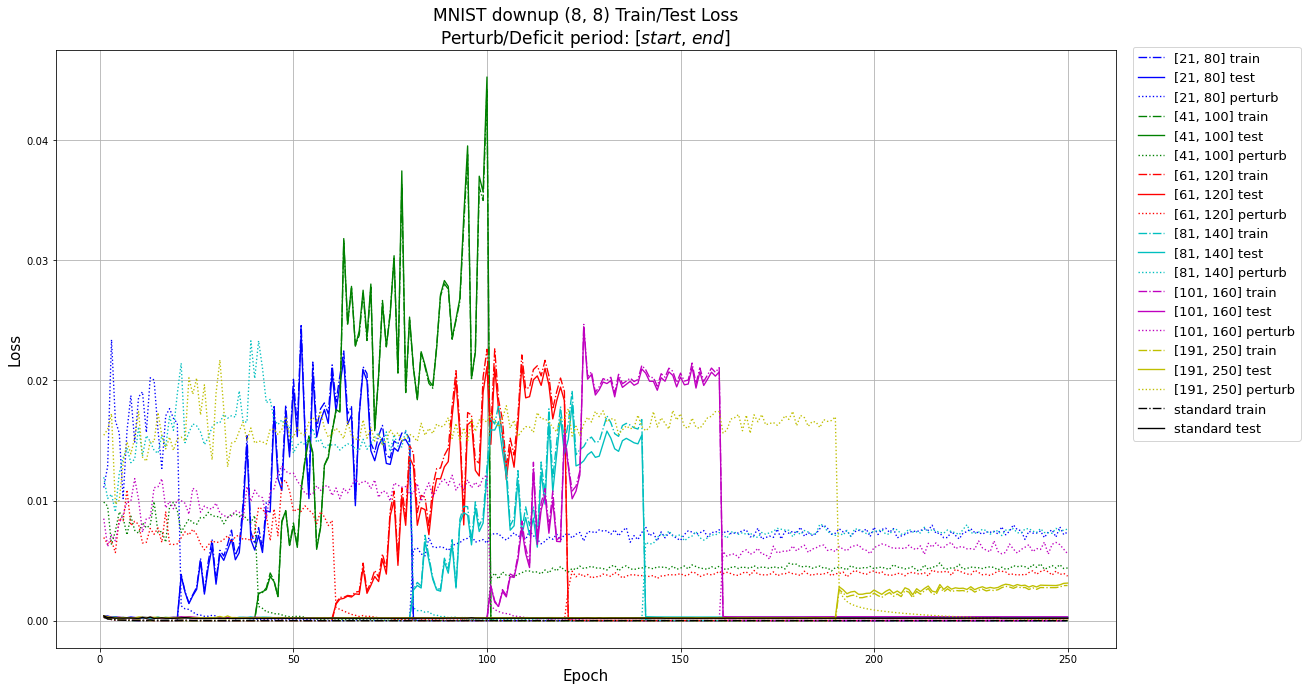 MNIST downup (8, 8) Train/Test Loss
Perturb/Deficit period: [start, end]
Loss
0.04
0.03
0.02
0.01
0.00
0
50
100
150
200
250
Epoch
[21, 80] train
[21, 80] test
[21, 80] perturb
[41, 100] train
[41, 100] test
[41, 100] perturb
[61, 120] train
[61, 120] test
[61, 120] perturb
[81, 140] train
[81, 140] test
[81, 140] perturb
[101, 160] train
[101, 160] test
[101, 160] perturb
[191, 250] train
[191, 250] test
[191, 250] perturb
standard train
standard test